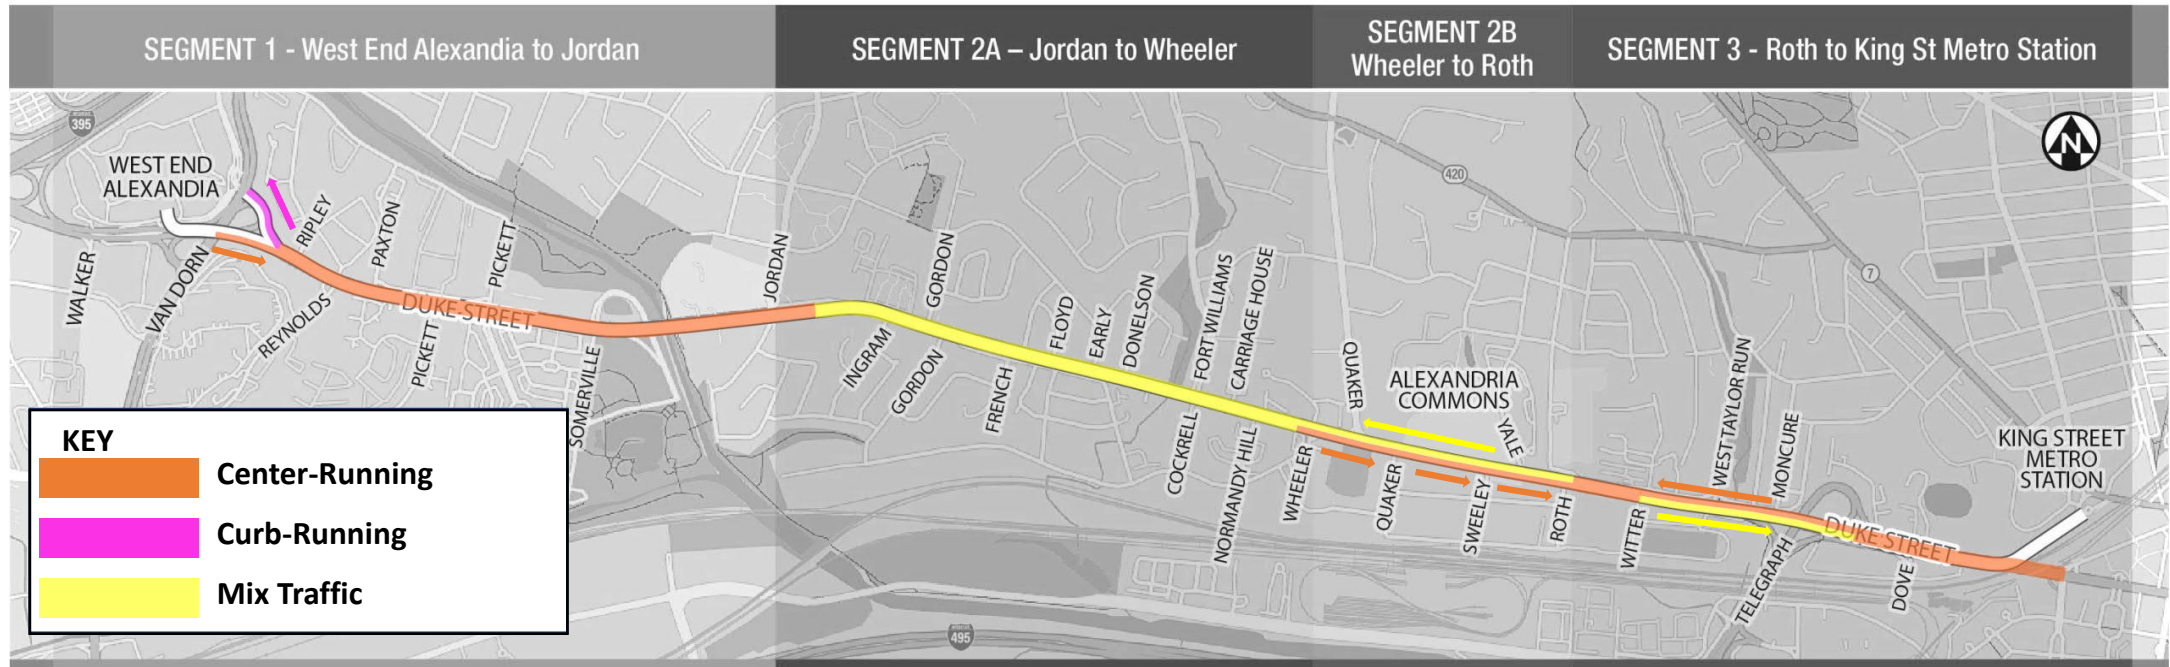 SEGMENT 1 - West End Alexandia to Jordan
SEGMENT 2A – Jordan to Wheeler
SEGMENT 2B
Wheeler to Roth
SEGMENT 3 - Roth to King St Metro Station
395
WEST END
ALEXANDIA
WALKER
VAN DORN
RIPLEY
REYNOLDS
PAXTON
DUKE STREET
PICKETT
PICKETT
SOMERVILLE
JORDAN
INGRAM
GORDON
GORDON
FRENCH
FLOYD
EARLY
DONELSON
FORT WILLIAMS
CARRIAGE HOUSE
COCKRELL
NORMANDY HILL
WHEELER
QUAKER
ALEXANDRIA
COMMONS
YALE
QUAKER
SWEELEY
ROTH
WITTER
WEST TAYLOR RUN
MONCURE
TELEGRAPH
DUKE STREET
DOVE
KING STREET
METRO
STATION
420
7
N
495
KEY
Center-Running
Curb-Running
Mix Traffic